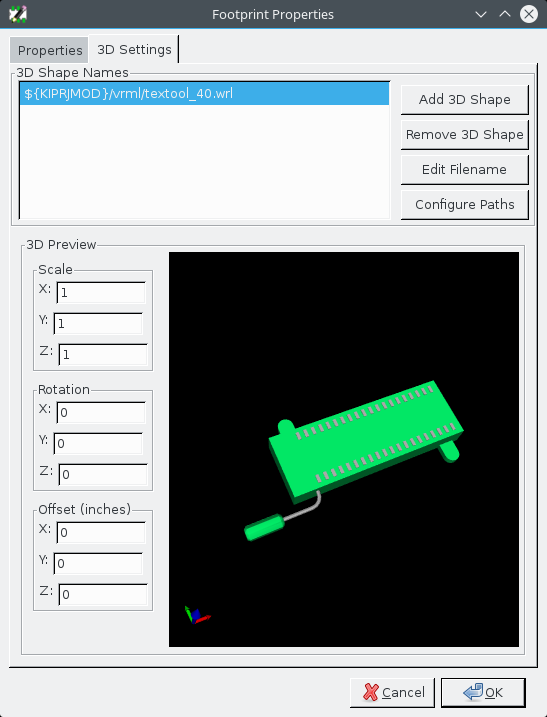 Footprint Properties
Properties
3D Settings
3D Shape Names
${KIPRJMOD}/vrml/textool_40.wrl
Add 3D Shape
Remove 3D Shape
Edit Filename
Configure Paths
3D Preview
Scale
X: 1
Y: 1
Z: 1
Rotation
X: 0
Y: 0
Z: 0
Offset (inches)
X: 0
Y: 0
Z: 0
Cancel
OK